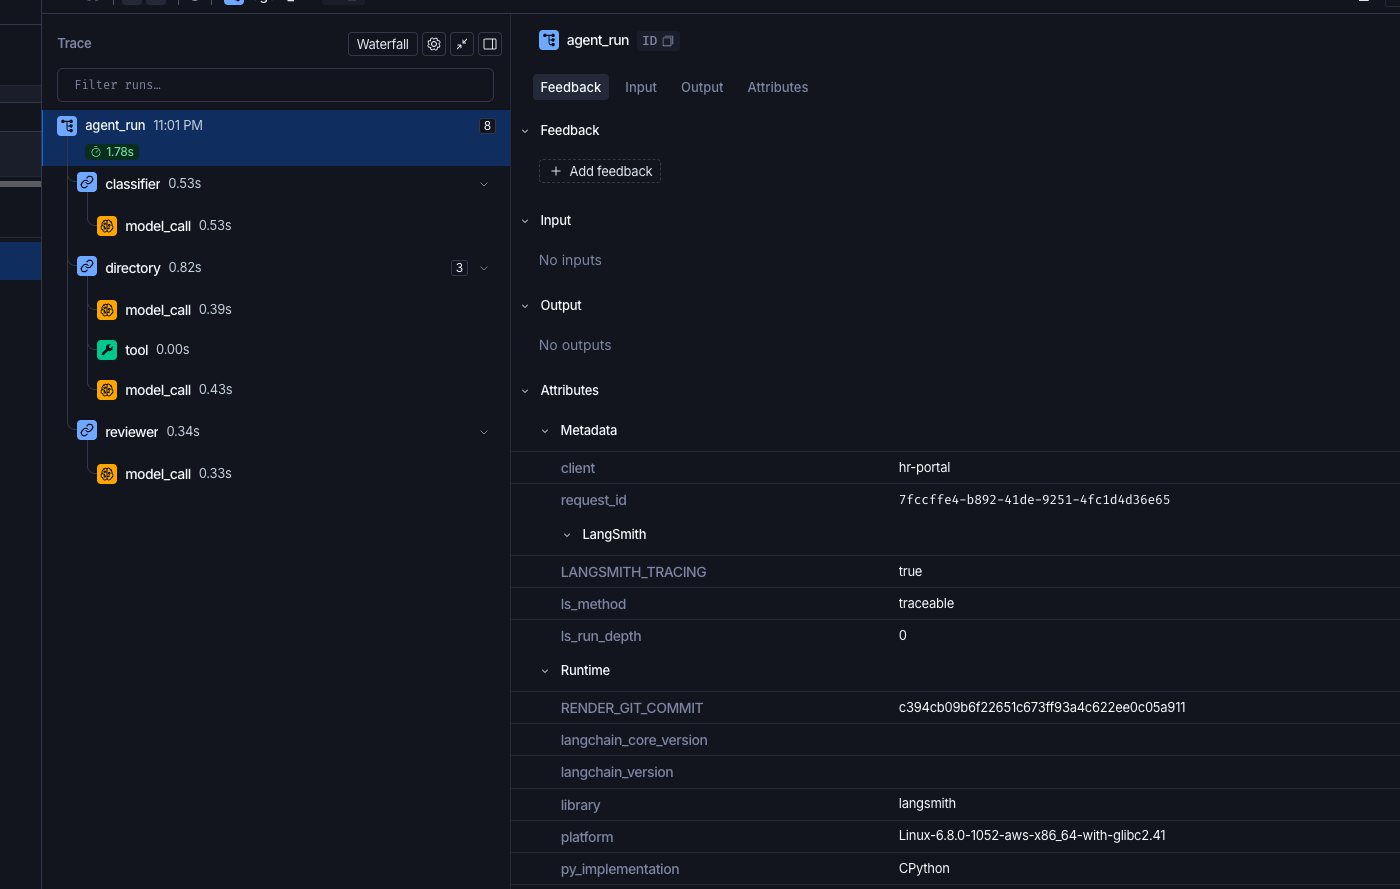 Trace
Waterfall
Filter runs…
agent_run 11:01 PM 8
1.78s
classifier 0.53s
model_call 0.53s
directory 0.82s 3
model_call 0.39s
tool 0.00s
model_call 0.43s
reviewer 0.34s
model_call 0.33s
agent_run ID
Feedback Input Output Attributes
Feedback
+ Add feedback
Input
No inputs
Output
No outputs
Attributes
Metadata
client hr-portal
request_id 7fccffe4-b892-41de-9251-4fc1d4d36e65
LangSmith
LANGSMITH_TRACING true
ls_method traceable
ls_run_depth 0
Runtime
RENDER_GIT_COMMIT c394cb09b6f22651c673ff93a4c622ee0c05a911
langchain_core_version
langchain_version
library langsmith
platform Linux-6.8.0-1052-aws-x86_64-with-glibc2.41
py_implementation CPython